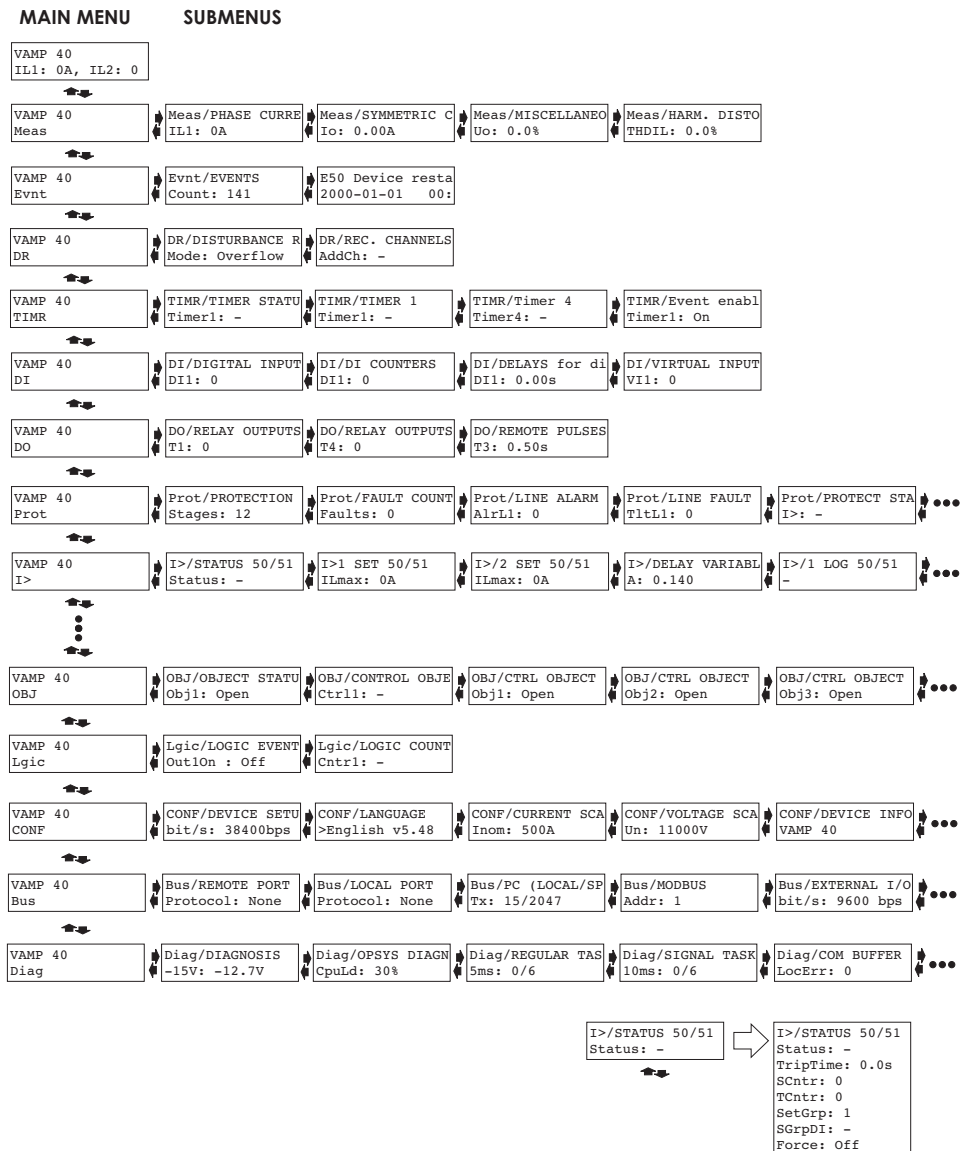 MAIN MENU SUBMENUS
VAMP 40
IL1: 0A, IL2: 0
VAMP 40 Meas/PHASE CURRE Meas/SYMMETRIC C Meas/MISCELLANEO Meas/HARM. DISTO
Meas IL1: 0A Io: 0.00A Uo: 0.0% THDIL: 0.0%
VAMP 40 Evnt/EVENTS E50 Device resta
Evnt Count: 141 2000-01-01 00:
VAMP 40 DR/DISTURBANCE R DR/REC. CHANNELS
DR Mode: Overflow AddCh: -
VAMP 40 TIMR/TIMER STATU TIMR/TIMER 1 TIMR/Timer 4 TIMR/Event enabl
TIMR Timer1: - Timer1: - Timer4: - Timer1: On
VAMP 40 DI/DIGITAL INPUT DI/DI COUNTERS DI/DELAYS for di DI/VIRTUAL INPUT
DI DI1: 0 DI1: 0 DI1: 0.00s VI1: 0
VAMP 40 DO/RELAY OUTPUTS DO/RELAY OUTPUTS DO/REMOTE PULSES
DO T1: 0 T4: 0 T3: 0.50s
VAMP 40 Prot/PROTECTION Prot/FAULT COUNT Prot/LINE ALARM Prot/LINE FAULT Prot/PROTECT STA
Prot Stages: 12 Faults: 0 AlrL1: 0 TltL1: 0 I>: -
VAMP 40 I>/STATUS 50/51 I>1 SET 50/51 I>/2 SET 50/51 I>/DELAY VARIABL I>/1 LOG 50/51
I> Status: - ILmax: 0A ILmax: 0A A: 0.140 -
VAMP 40 OBJ/OBJECT STATU OBJ/CONTROL OBJE OBJ/CTRL OBJECT OBJ/CTRL OBJECT OBJ/CTRL OBJECT
OBJ Obj1: Open Ctrl1: - Obj1: Open Obj2: Open Obj3: Open
VAMP 40 Lgic/LOGIC EVENT Lgic/LOGIC COUNT
Lgic Out1On : Off Cntr1: -
VAMP 40 CONF/DEVICE SETU CONF/LANGUAGE CONF/CURRENT SCA CONF/VOLTAGE SCA CONF/DEVICE INFO
CONF bit/s: 38400bps >English v5.48 Inom: 500A Un: 11000V VAMP 40
VAMP 40 Bus/REMOTE PORT Bus/LOCAL PORT Bus/PC (LOCAL/SP Bus/MODBUS Bus/EXTERNAL I/O
Bus Protocol: None Protocol: None Tx: 15/2047 Addr: 1 bit/s: 9600 bps
VAMP 40 Diag/DIAGNOSIS Diag/OPSYS DIAGN Diag/REGULAR TAS Diag/SIGNAL TASK Diag/COM BUFFER
Diag -15V: -12.7V CpuLd: 30% 5ms: 0/6 10ms: 0/6 LocErr: 0
I>/STATUS 50/51 I>/STATUS 50/51
Status: - Status: -
TripTime: 0.0s
SCntr: 0
TCntr: 0
SetGrp: 1
SGrpDI: -
Force: Off